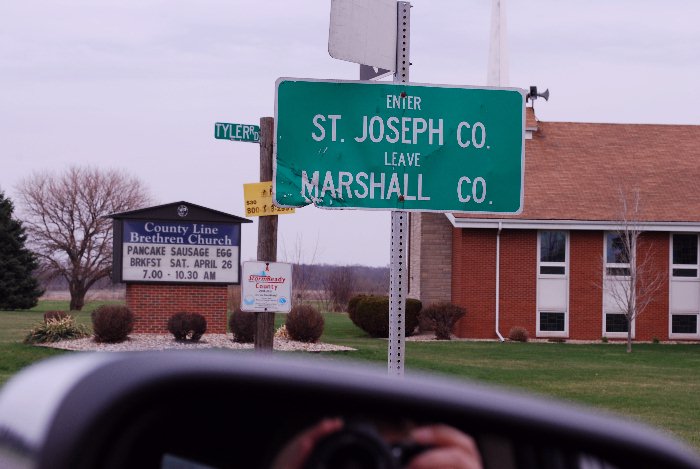 ENTER
ST. JOSEPH CO.
LEAVE
MARSHALL CO.
TYLER RD
County Line
Brethren Church
PANCAKE SAUSAGE EGG
BRKFST SAT. APRIL 26
7.00 - 10.30 AM
StormReady
County